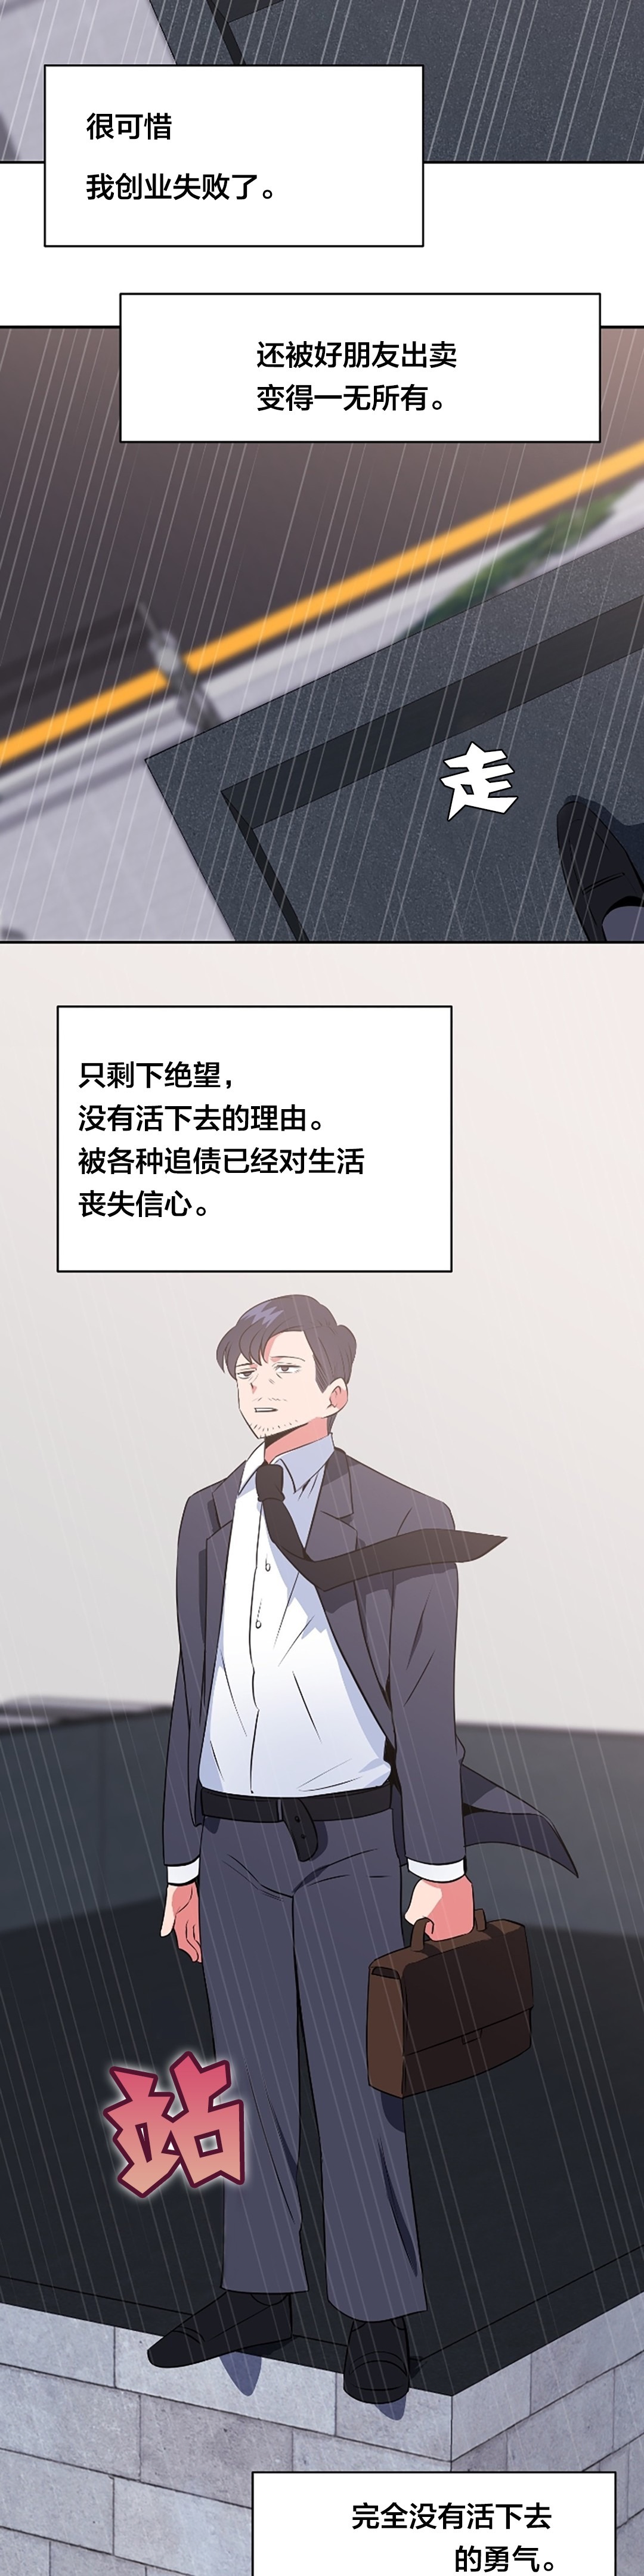 很可惜
我创业失败了。
还被好朋友出卖
变得一无所有。
走
只剩下绝望，
没有活下去的理由。
被各种追债已经对生活
丧失信心。
站
完全没有活下去
的勇气。